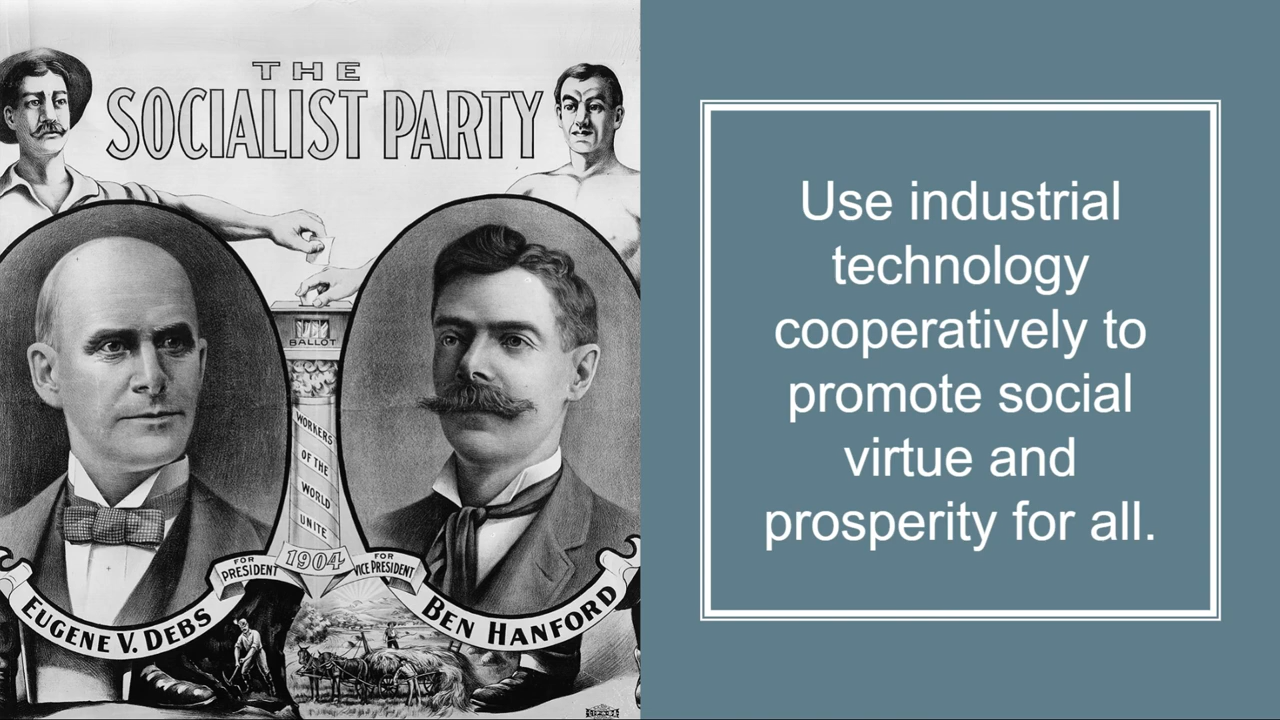 THE
SOCIALIST PARTY
BALLOT
WORKERS
OF THE
WORLD
UNITE
1904
FOR
PRESIDENT
FOR
VICE PRESIDENT
EUGENE V. DEBS
BEN HANFORD
Use industrial
technology
cooperatively to
promote social
virtue and
prosperity for all.